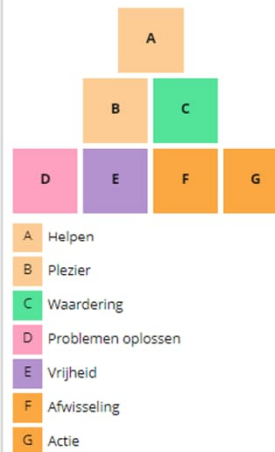 A
B C
D E F G
A Helpen
B Plezier
C Waardering
D Problemen oplossen
E Vrijheid
F Afwisseling
G Actie